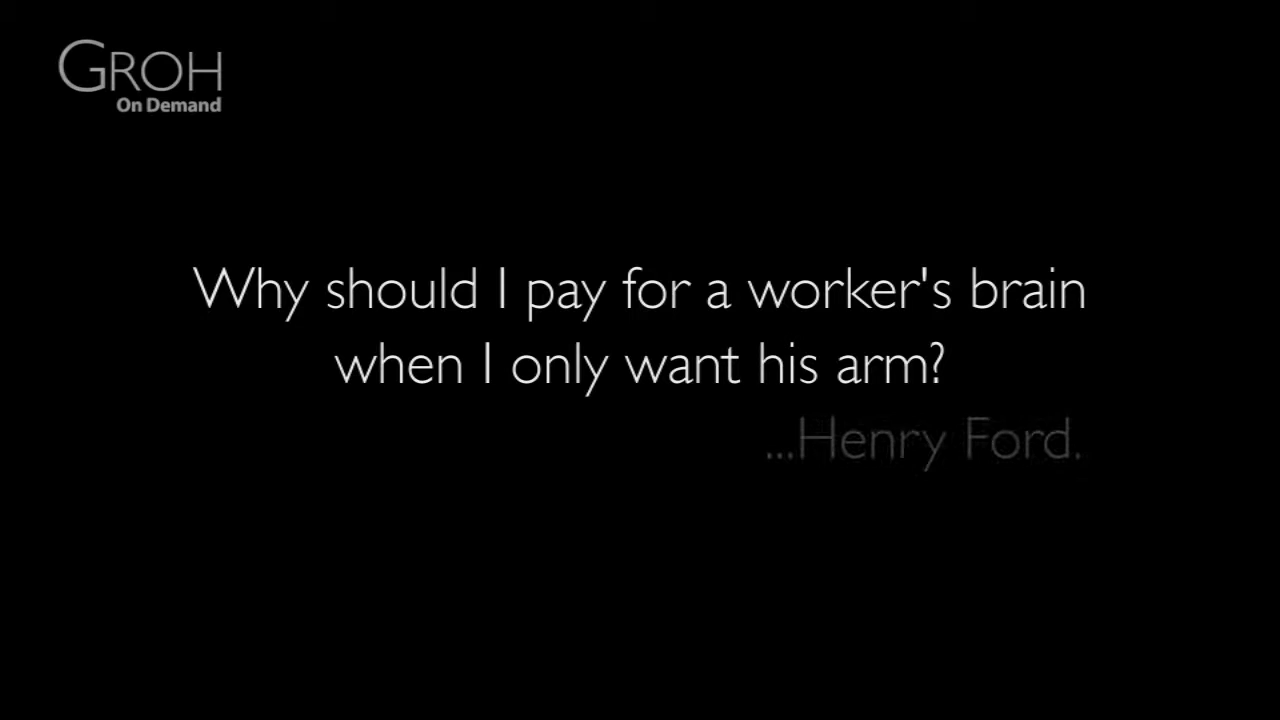 GROH
On Demand
Why should I pay for a worker's brain
when I only want his arm?
...Henry Ford.